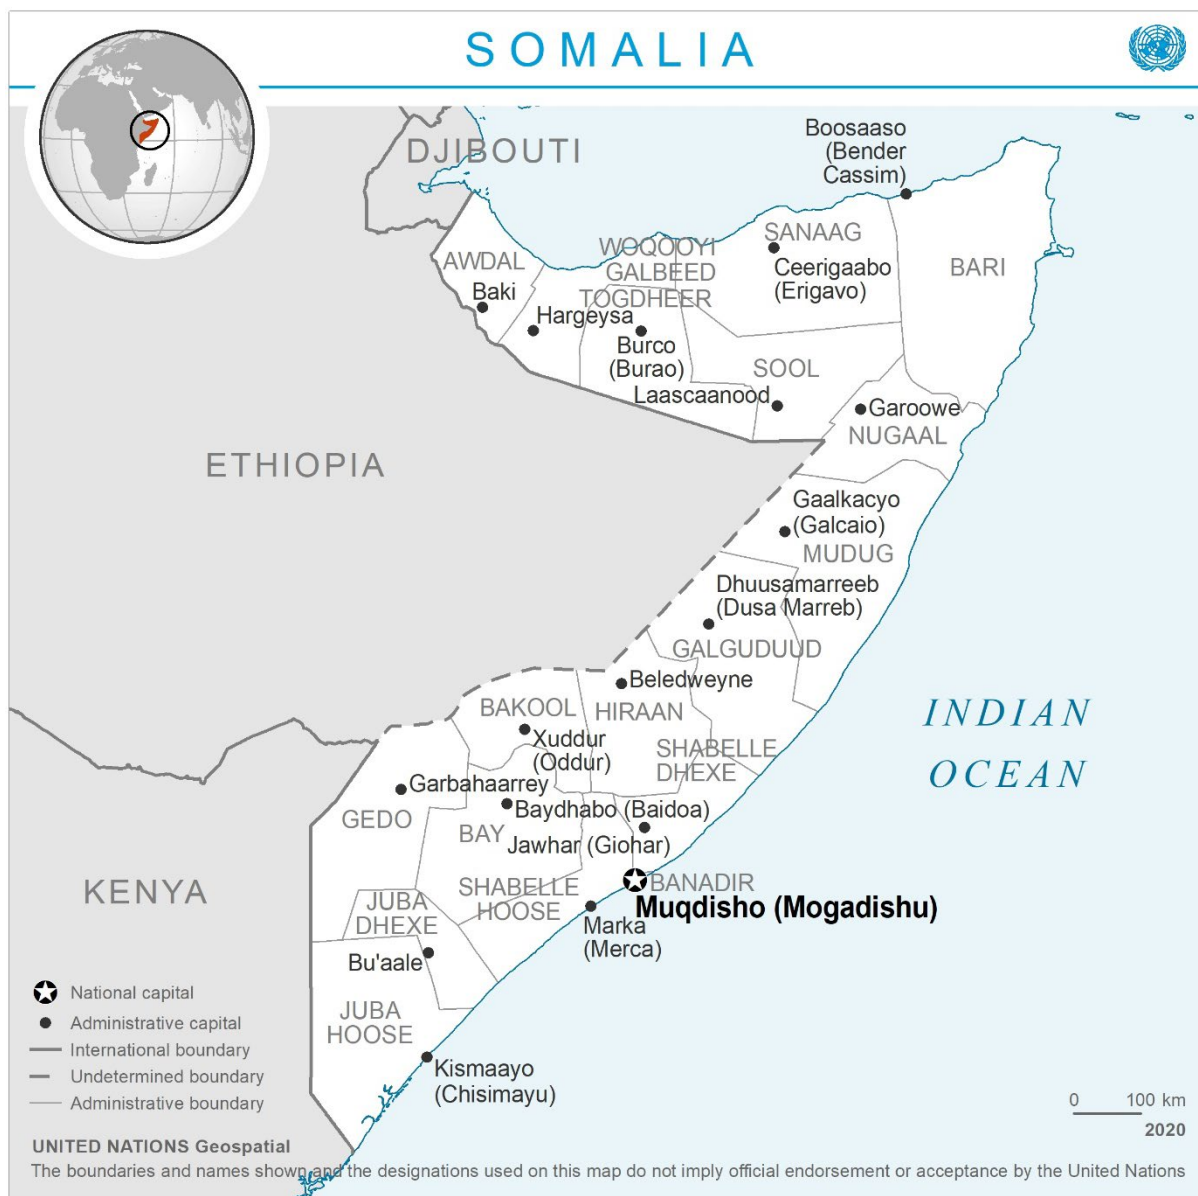 SOMALIA
DJIBOUTI
Boosaaso
(Bender
Cassim)
AWDAL
WOQOOYI
GALBEED
SANAAG
BARI
Baki
TOGDHEER
Ceerigaabo
(Erigavo)
Hargeysa
Burco
(Burao)
SOOL
Laascaanood
Garoowe
NUGAAL
ETHIOPIA
Gaalkacyo
(Galcaio)
MUDUG
Dhuusamarreeb
(Dusa Marreb)
GALGUDUUD
Beledweyne
HIRAAN
BAKOOL
Xuddur
(Oddur)
SHABELLE
DHEXE
INDIAN
OCEAN
Garbahaarrey
GEDO
Baydhabo (Baidoa)
BAY
Jawhar (Giohar)
KENYA
SHABELLE
HOOSE
BANADIR
Muqdisho (Mogadishu)
JUBA
DHEXE
Marka
(Merca)
Bu'aale
JUBA
HOOSE
Kismaayo
(Chisimayu)
National capital
Administrative capital
International boundary
Undetermined boundary
Administrative boundary
0 100 km
2020
UNITED NATIONS Geospatial
The boundaries and names shown and the designations used on this map do not imply official endorsement or acceptance by the United Nations